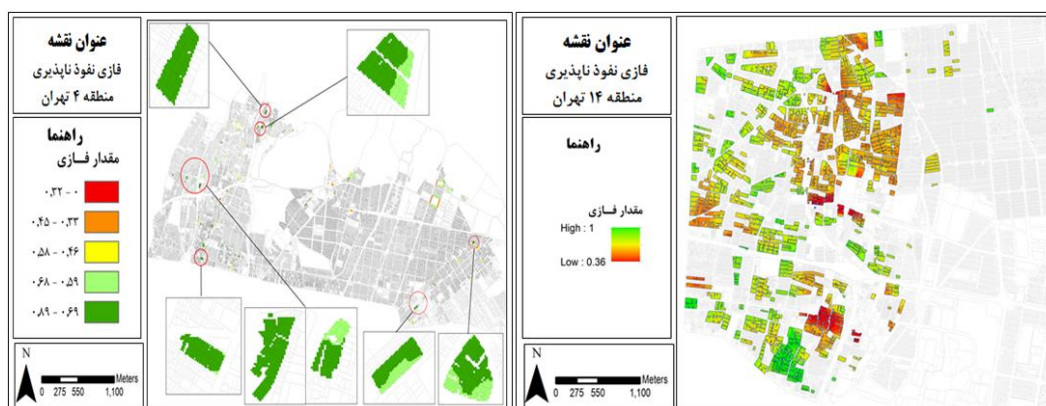 عنوان نقشه
فازی نفوذ ناپذیری
منطقه ۴ تهران
راهنما
مقدار فـازی
۰.۳۲ - ۰
۰.۴۵ - ۰.۳۳
۰.۵۸ - ۰.۴۶
۰.۶۸ - ۰.۵۹
۰.۸۹ - ۰.۶۹
N
Meters
0 275 550 1,100
عنوان نقشه
فازی نفوذ ناپذیری
منطقه ۱۴ تهران
راهنما
مقدار فـازی
High : 1
Low : 0.36
N
Meters
0 275 550 1,100